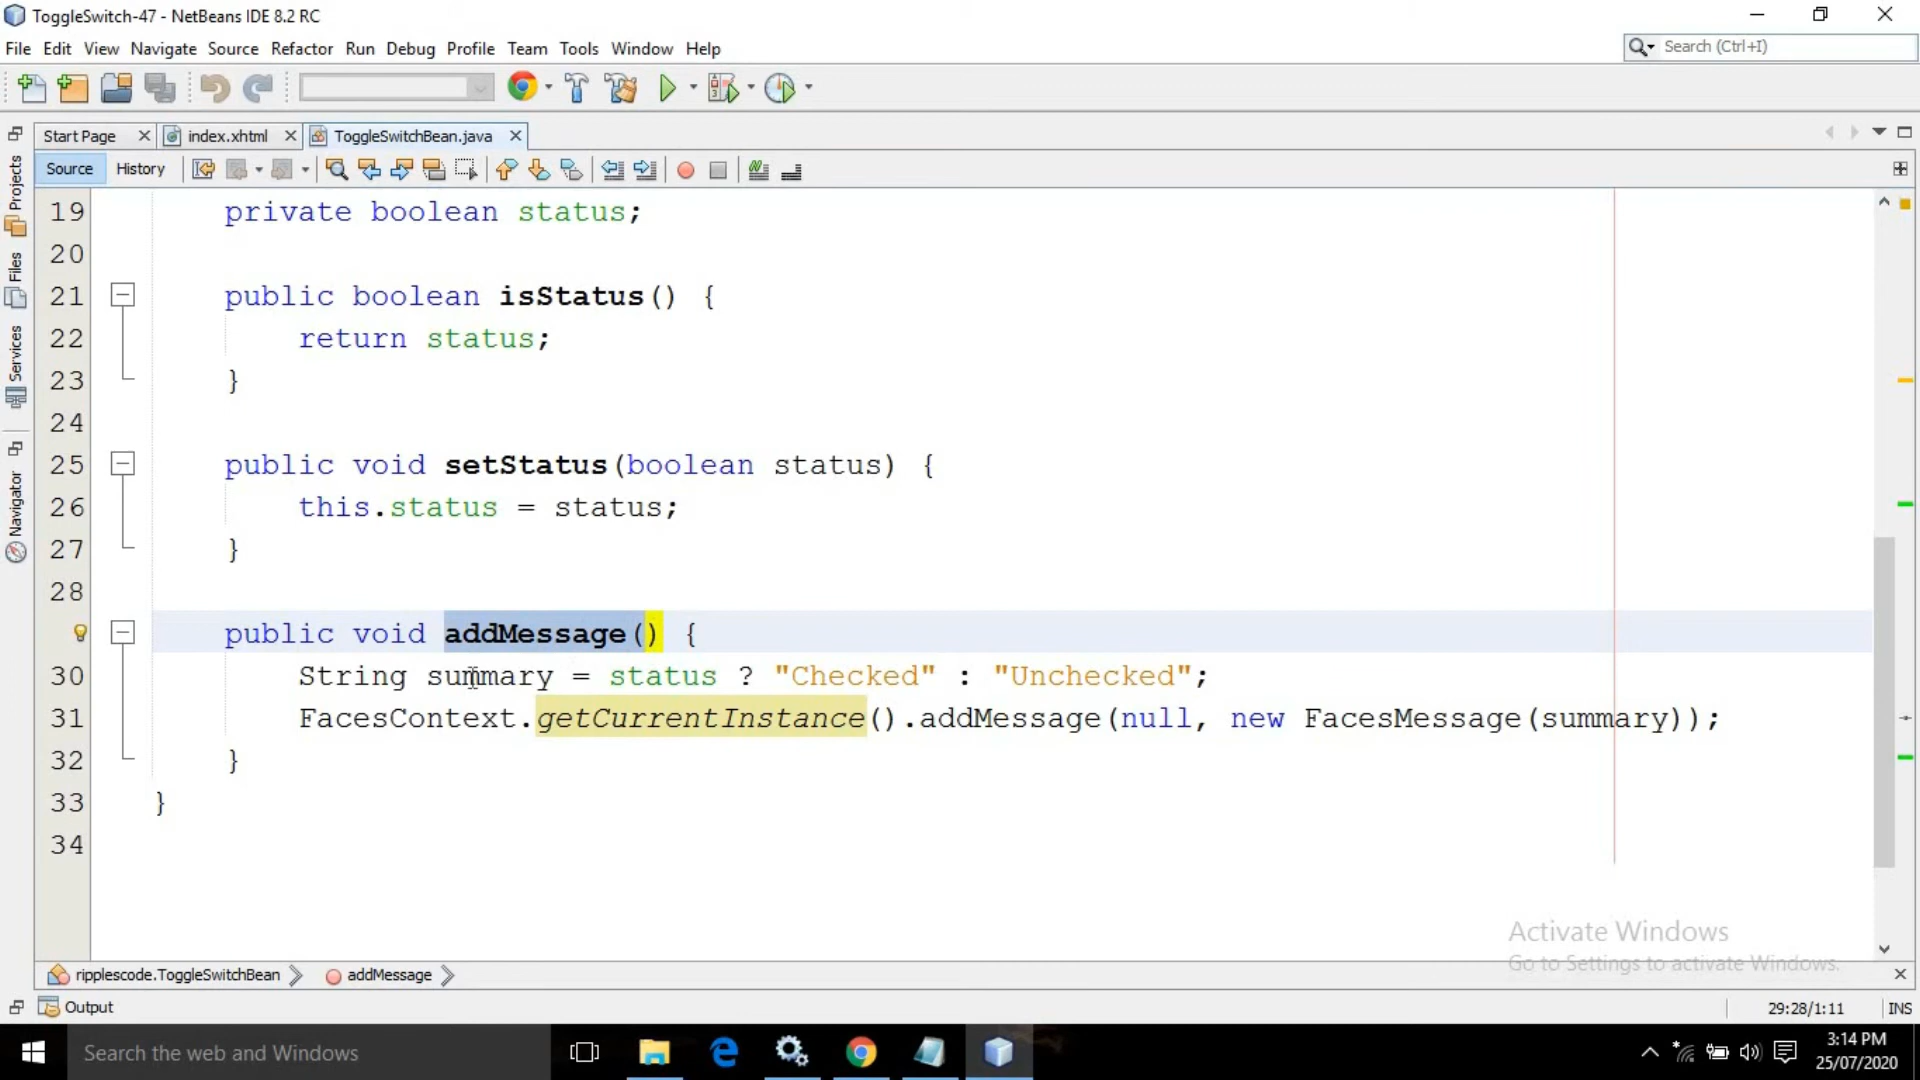 ToggleSwitch-47 - NetBeans IDE 8.2 RC
File Edit View Navigate Source Refactor Run Debug Profile Team Tools Window Help
Search (Ctrl+I)
Start Page index.xhtml ToggleSwitchBean.java
Source History
Projects
Files
Services
Navigator
19 private boolean status;
20
21 public boolean isStatus() {
22 return status;
23 }
24
25 public void setStatus(boolean status) {
26 this.status = status;
27 }
28
public void addMessage() {
30 String summary = status ? "Checked" : "Unchecked";
31 FacesContext.getCurrentInstance().addMessage(null, new FacesMessage(summary));
32 }
33 }
34
Activate Windows
Go to Settings to activate Windows.
ripplescode.ToggleSwitchBean addMessage
Output
29:28/1:11 INS
Search the web and Windows
3:14 PM
25/07/2020